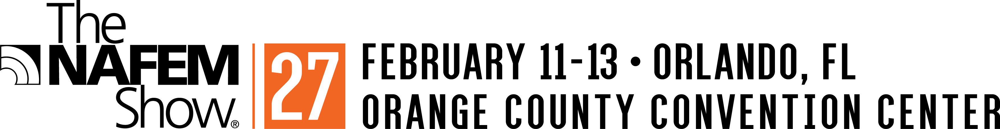 The
NAFEM
Show®
27
FEBRUARY 11-13 • ORLANDO, FL
ORANGE COUNTY CONVENTION CENTER